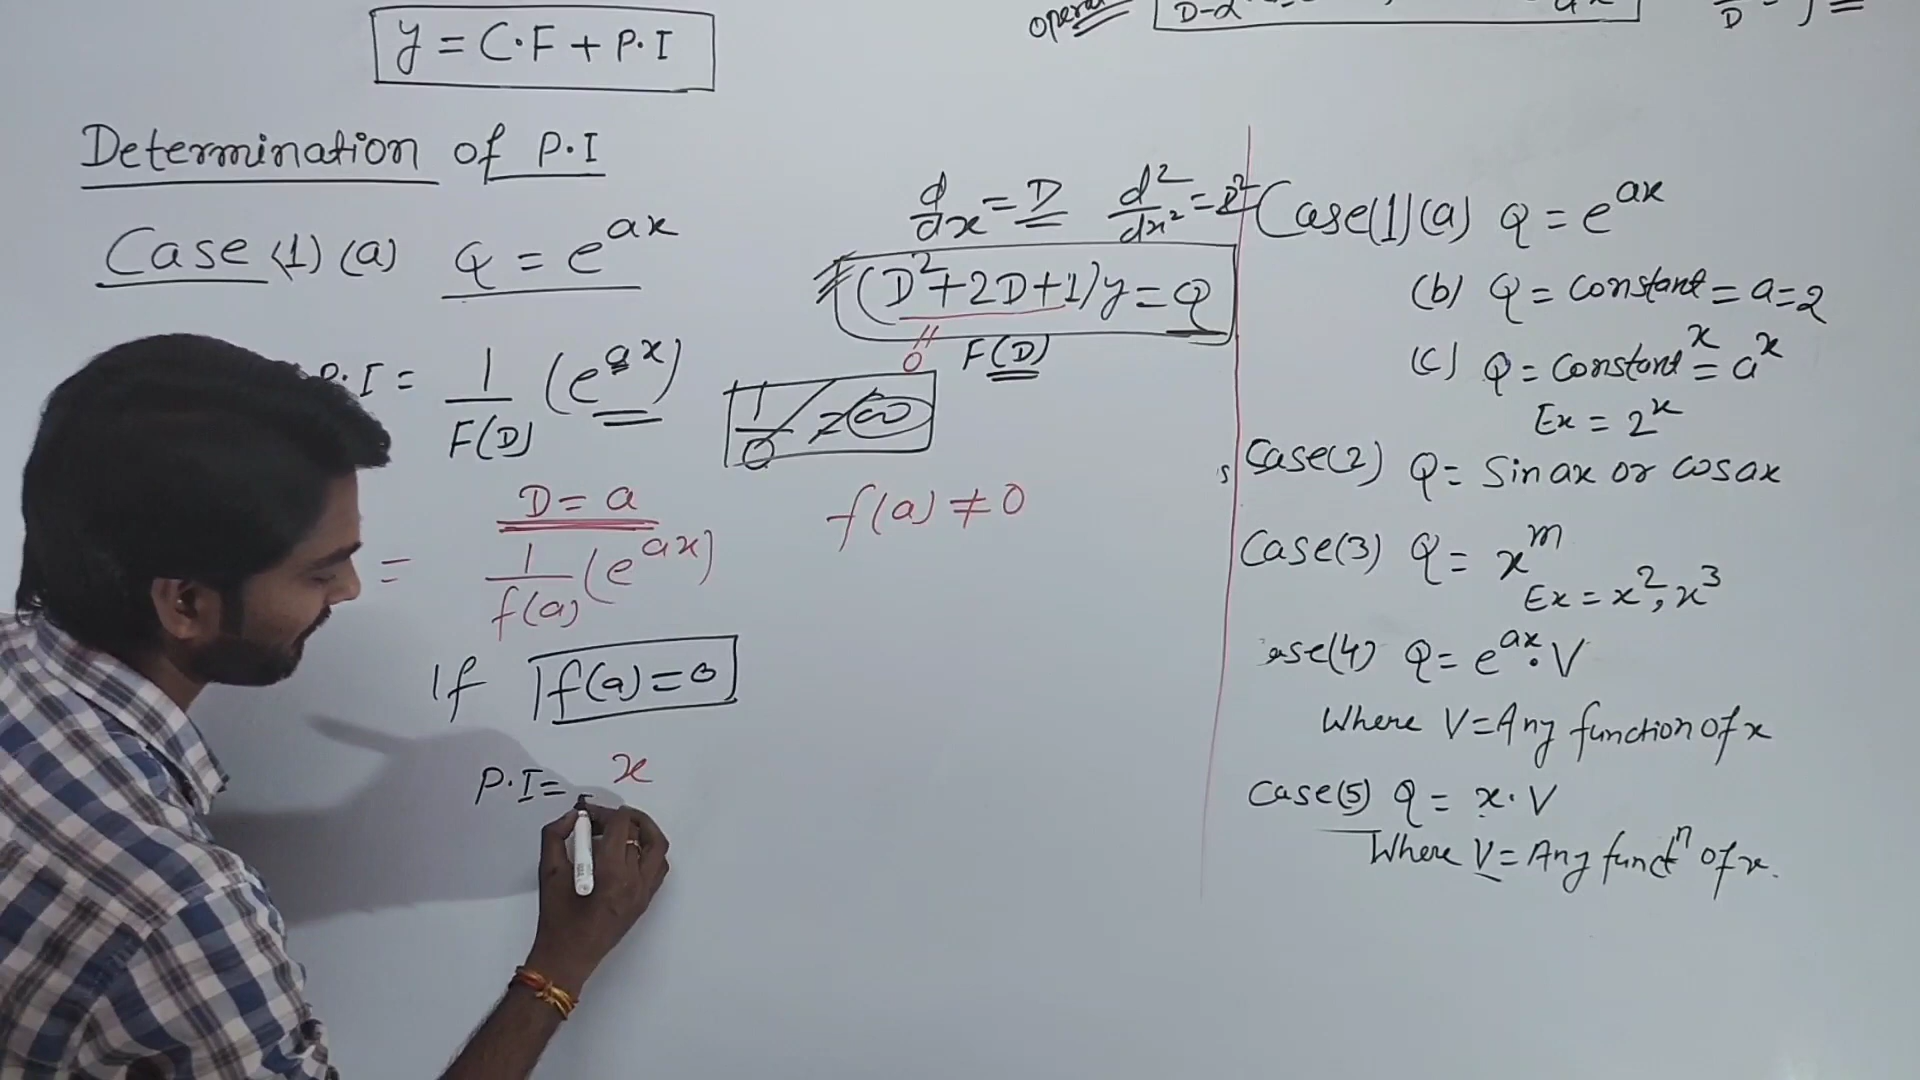 y = C.F + P.I
Determination of P.I
Case (1) (a) Q = e^ax
P.I = 1/F(D) (e^ax)
D = a
= 1/f(a) (e^ax)
If f(a) = 0
P.I = x
d/dx = D d²/dx² = D²
(D² + 2D + 1)y = Q
0 F(D)
1/0 = ∞
f(a) ≠ 0
D-a
Case(1)(a) Q = e^ax
(b) Q = constant = a = 2
(c) Q = constant^x = a^x
Ex = 2^x
Case(2) Q = Sin ax or cos ax
Case(3) Q = x^m
Ex = x², x³
ase(4) Q = e^ax . V
Where V = Any function of x
Case(5) Q = x . V
Where V = Any funct^n of x.